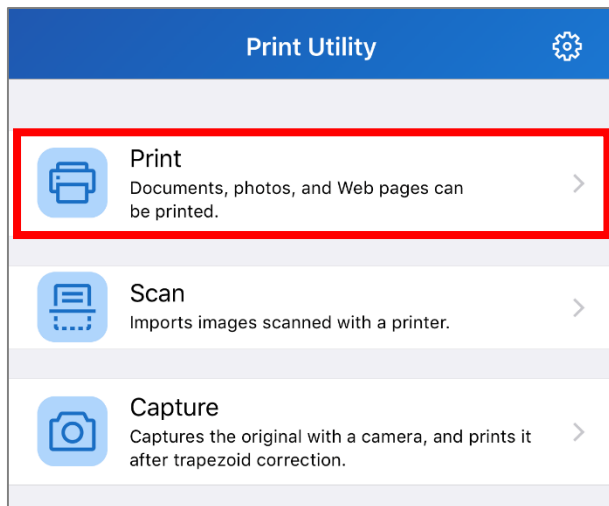 Print Utility
Print
Documents, photos, and Web pages can
be printed.
Scan
Imports images scanned with a printer.
Capture
Captures the original with a camera, and prints it
after trapezoid correction.